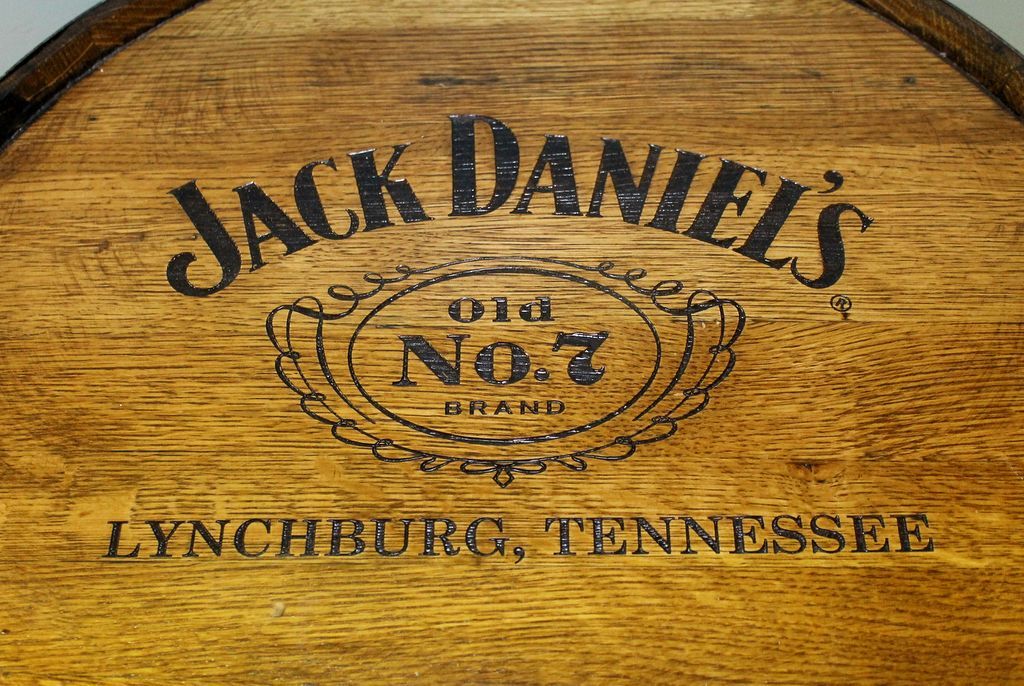 JACK DANIEL'S
®
Old
No.7
BRAND
LYNCHBURG, TENNESSEE